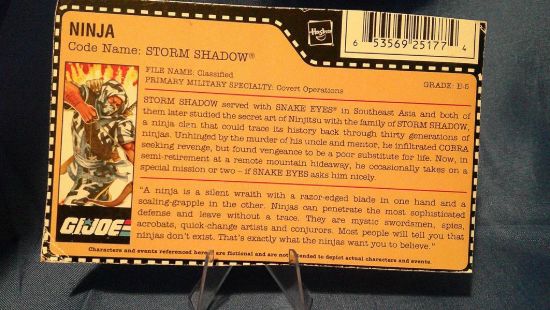 NINJA
Code Name: STORM SHADOW®
Hasbro
6 53569 25177 4
FILE NAME: Classified
PRIMARY MILITARY SPECIALTY: Covert Operations
GRADE: E-5
STORM SHADOW served with SNAKE EYES® in Southeast Asia and both of
them later studied the secret art of Ninjitsu with the family of STORM SHADOW,
a ninja clan that could trace its history back through thirty generations of
ninjas. Unhinged by the murder of his uncle and mentor, he infiltrated COBRA
seeking revenge, but found vengeance to be a poor substitute for life. Now, in
semi-retirement at a remote mountain hideaway, he occasionally takes on a
special mission or two – if SNAKE EYES asks him nicely.
"A ninja is a silent wraith with a razor-edged blade in one hand and a
scaling-grapple in the other. Ninjas can penetrate the most sophisticated
defense and leave without a trace. They are mystic swordsmen, spies,
acrobats, quick-change artists and conjurors. Most people will tell you that
ninjas don't exist. That's exactly what the ninjas want you to believe."
G.I. JOE
Characters and events referenced here are fictional and are not intended to depict actual characters and events.